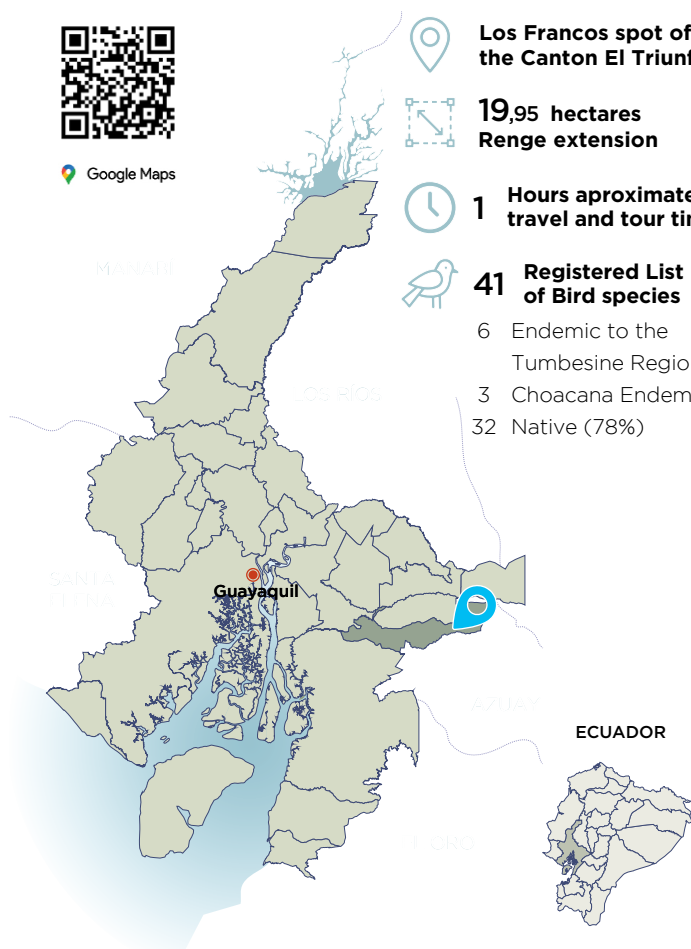 Los Francos spot of
the Canton El Triunf
19,95 hectares
Renge extension
Google Maps
1 Hours aproximate
travel and tour tir
41 Registered List
of Bird species
6 Endemic to the
Tumbesine Regio
3 Choacana Endem
32 Native (78%)
MANABÍ
LOS RÍOS
SANTA
ELENA
Guayaquil
AZUAY
ECUADOR
EL ORO